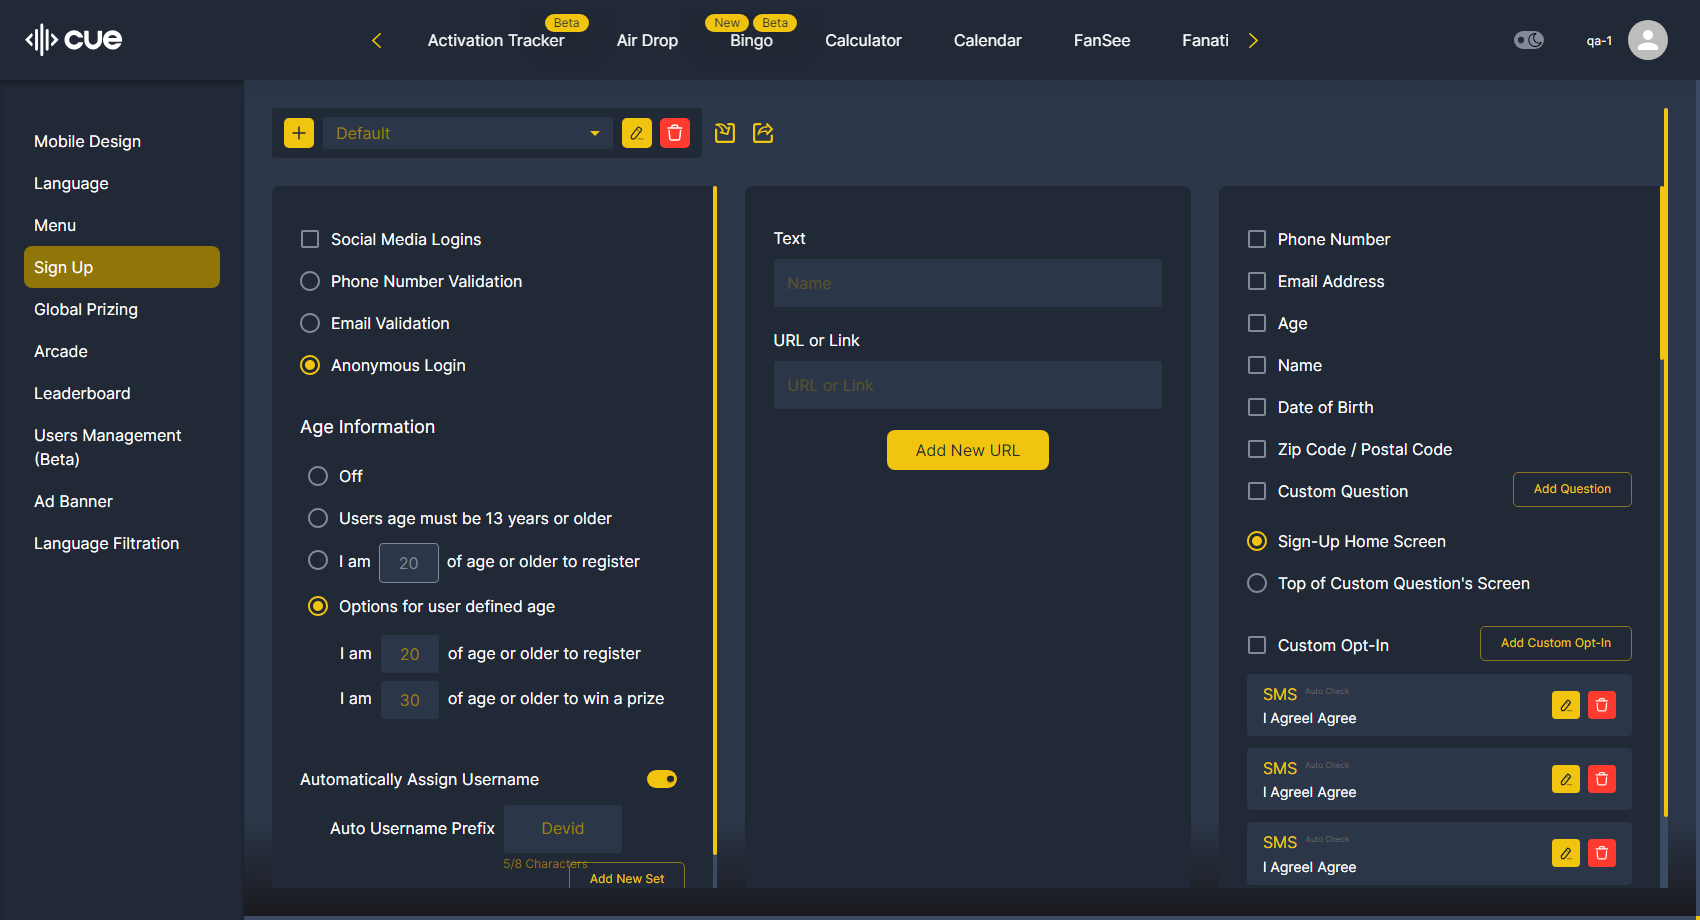 cue
Beta
New
Beta
Activation Tracker
Air Drop
Bingo
Calculator
Calendar
FanSee
Fanati
qa-1
Mobile Design
Language
Menu
Sign Up
Global Prizing
Arcade
Leaderboard
Users Management
(Beta)
Ad Banner
Language Filtration
Default
Social Media Logins
Phone Number Validation
Email Validation
Anonymous Login
Age Information
Off
Users age must be 13 years or older
I am 20 of age or older to register
Options for user defined age
I am 20 of age or older to register
I am 30 of age or older to win a prize
Automatically Assign Username
Auto Username Prefix Devid
5/8 Characters
Add New Set
Text
Name
URL or Link
URL or Link
Add New URL
Phone Number
Email Address
Age
Name
Date of Birth
Zip Code / Postal Code
Custom Question
Add Question
Sign-Up Home Screen
Top of Custom Question's Screen
Custom Opt-In
Add Custom Opt-In
SMS Auto Check
I AgreeI Agree
SMS Auto Check
I AgreeI Agree
SMS Auto Check
I AgreeI Agree